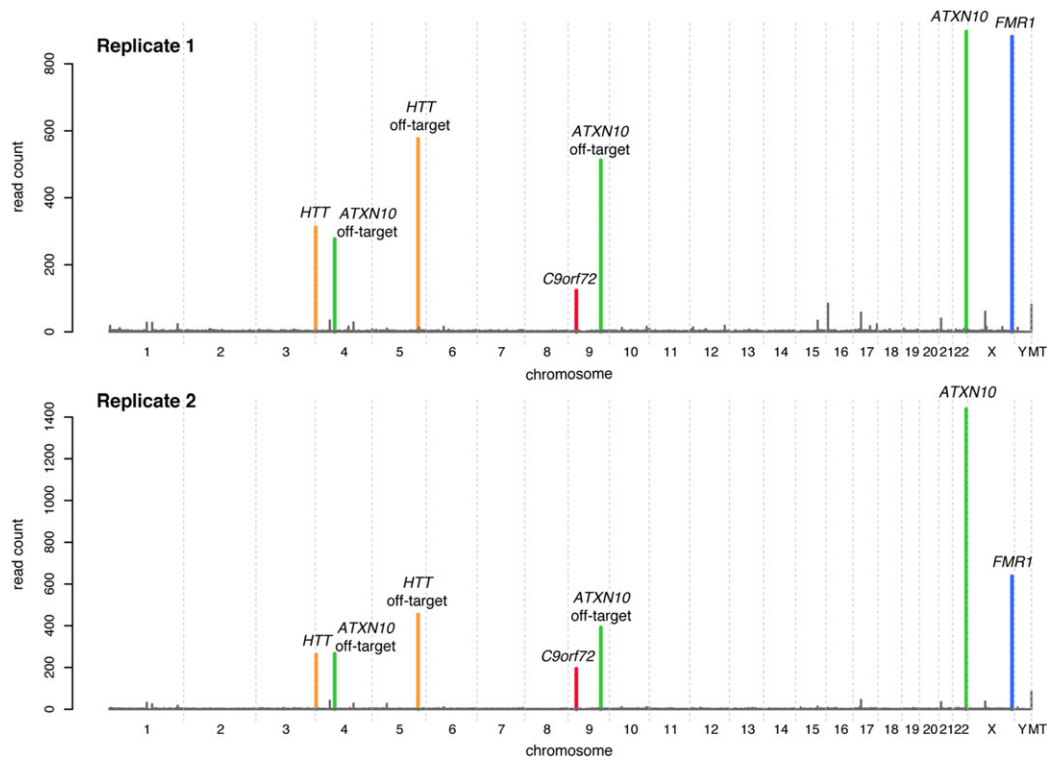 ATXN10
FMR1
Replicate 1
800
600
400
200
0
read count
HTT
off-target
ATXN10
off-target
HTT
ATXN10
off-target
C9orf72
1 2 3 4 5 6 7 8 9 10 11 12 13 14 15 16 17 18 19 20 21 22 X Y MT
chromosome
Replicate 2
ATXN10
1400
1200
1000
800
600
400
200
0
read count
FMR1
HTT
off-target
ATXN10
off-target
HTT
ATXN10
off-target
C9orf72
1 2 3 4 5 6 7 8 9 10 11 12 13 14 15 16 17 18 19 20 21 22 X Y MT
chromosome